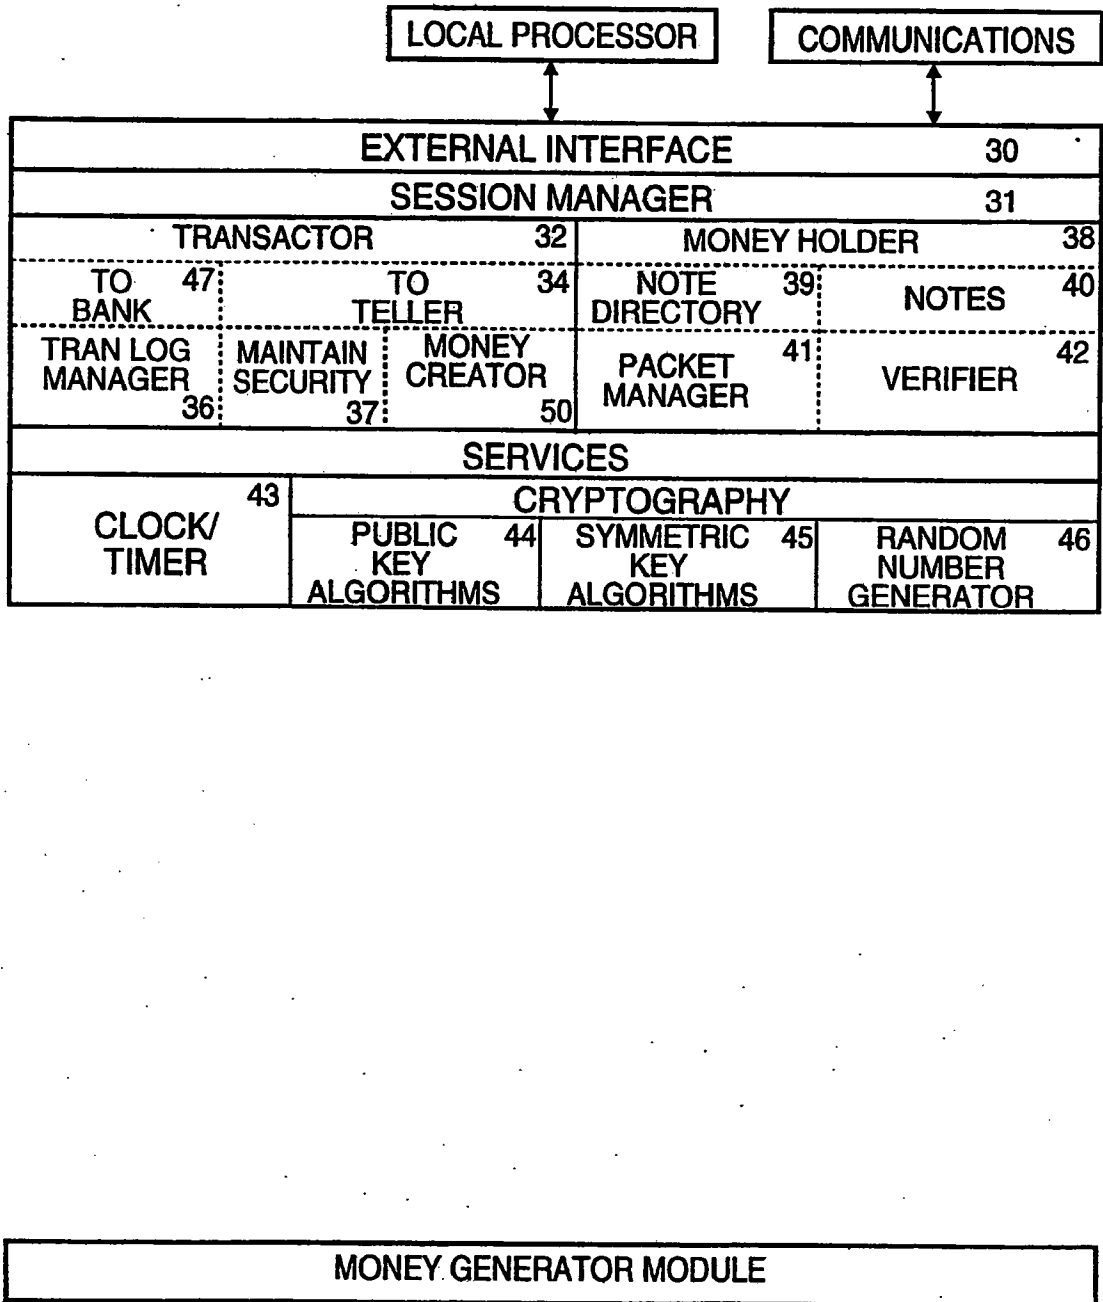 LOCAL PROCESSOR
COMMUNICATIONS
EXTERNAL INTERFACE 30
SESSION MANAGER 31
TRANSACTOR 32
MONEY HOLDER 38
TO BANK 47
TO TELLER 34
NOTE DIRECTORY 39
NOTES 40
TRAN LOG MANAGER 36
MAINTAIN SECURITY 37
MONEY CREATOR 50
PACKET MANAGER 41
VERIFIER 42
SERVICES
CLOCK/ TIMER 43
CRYPTOGRAPHY
PUBLIC KEY ALGORITHMS 44
SYMMETRIC KEY ALGORITHMS 45
RANDOM NUMBER GENERATOR 46
MONEY GENERATOR MODULE